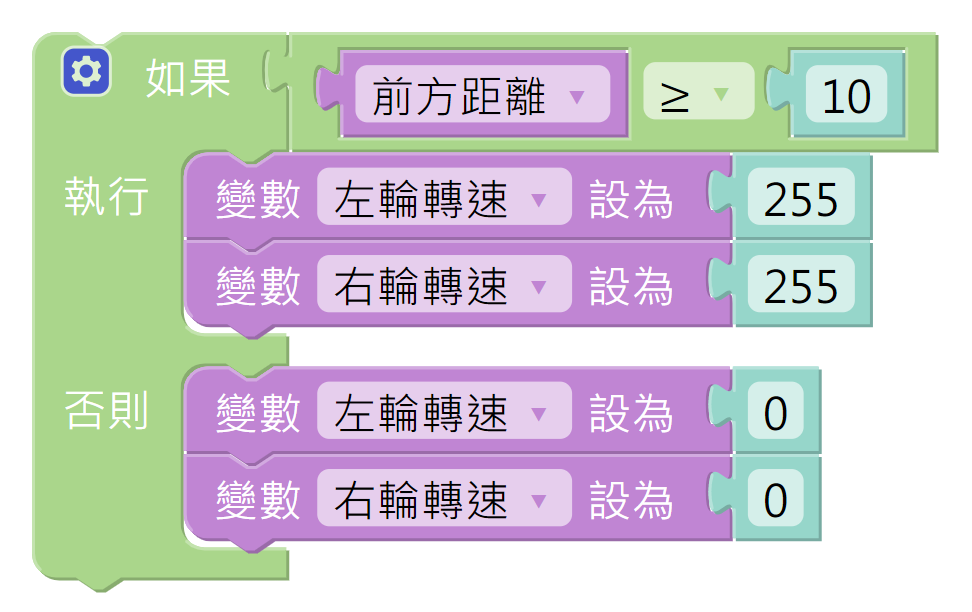 如果 前方距離 ≥ 10
執行 變數 左輪轉速 設為 255
變數 右輪轉速 設為 255
否則 變數 左輪轉速 設為 0
變數 右輪轉速 設為 0